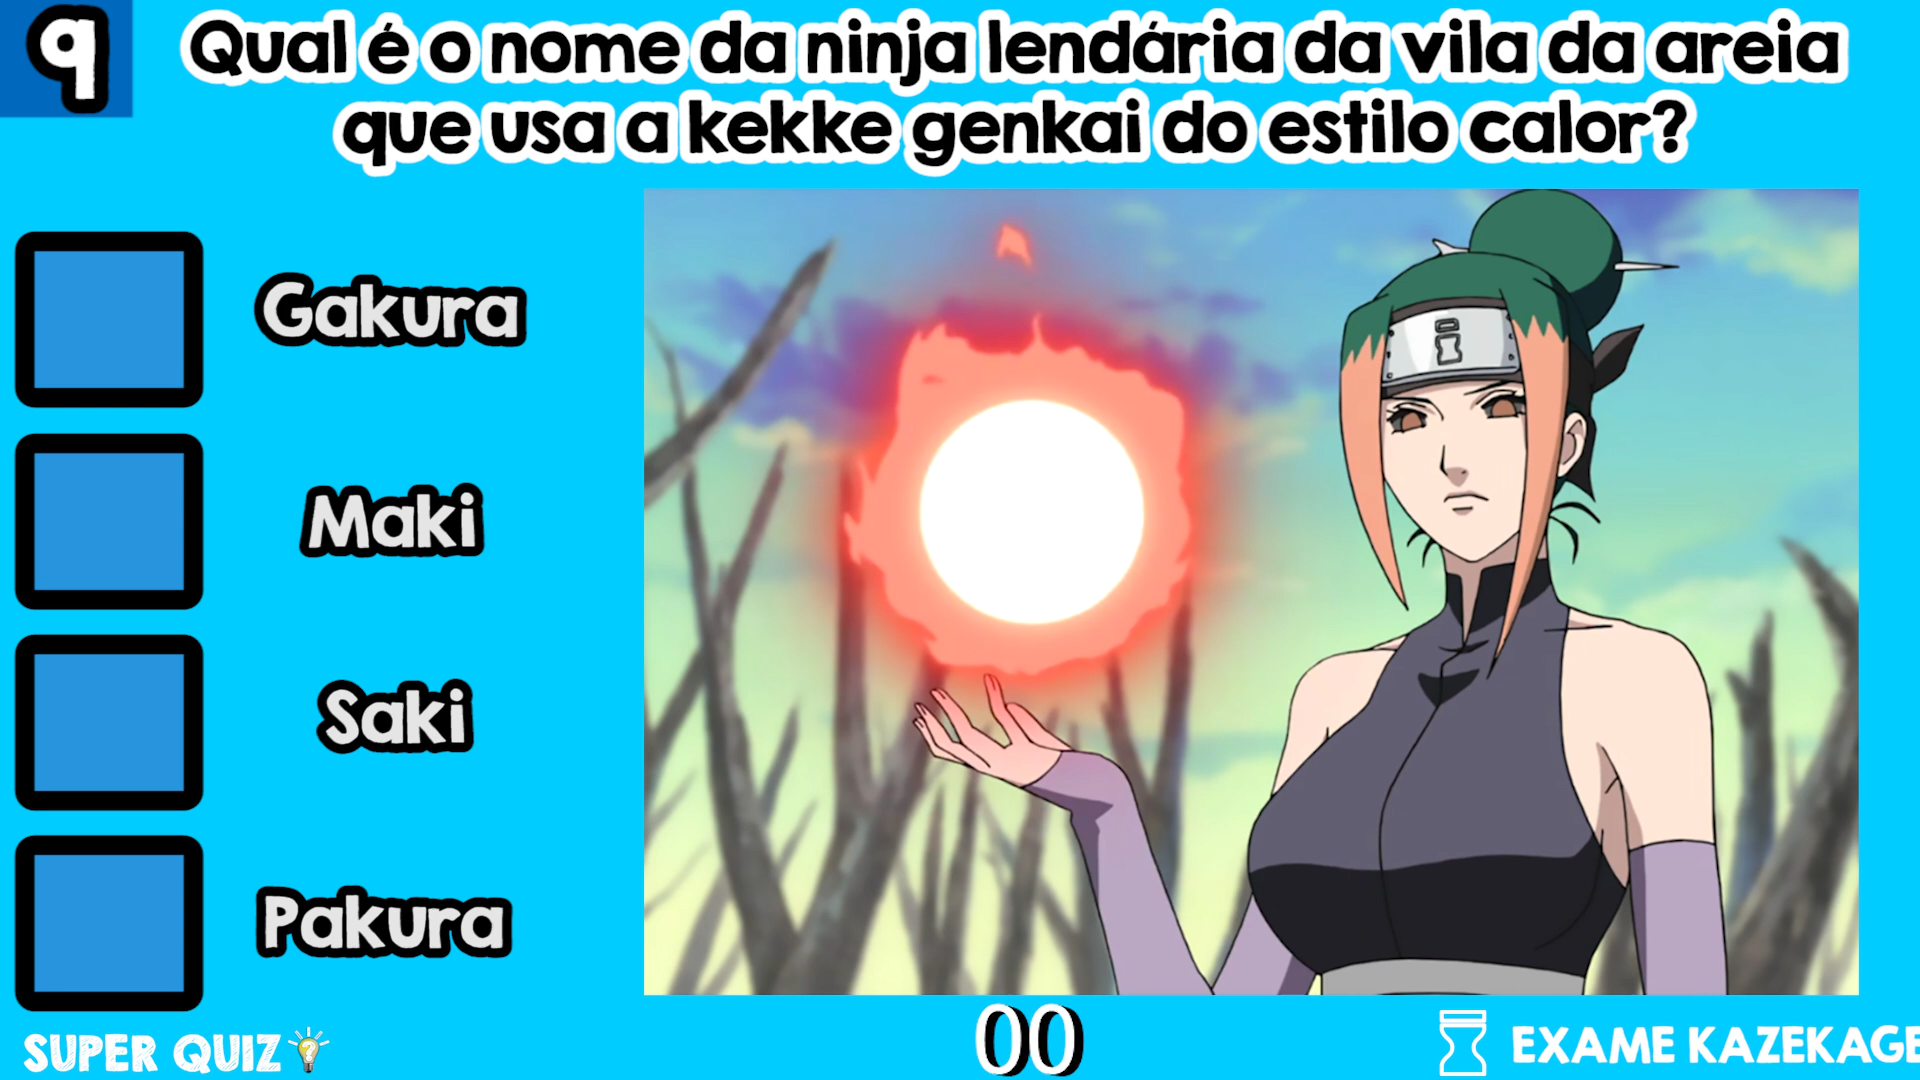 9
Qual é o nome da ninja lendária da vila da areia
que usa a kekke genkai do estilo calor?
Gakura
Maki
Saki
Pakura
SUPER QUIZ
00
EXAME KAZEKAGE